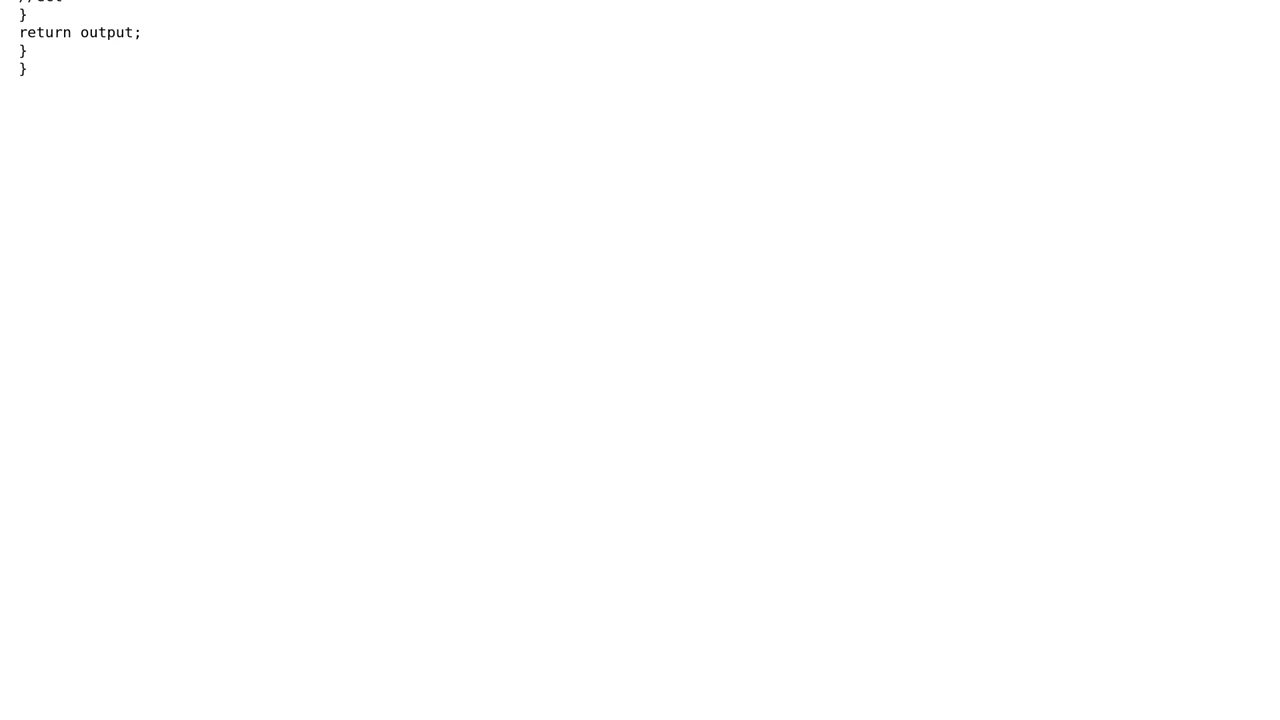 }
return output;
}
}